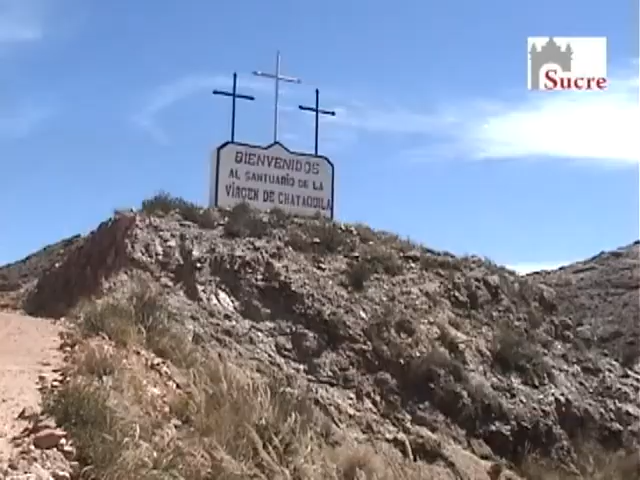 Sucre
BIENVENIDOS
AL SANTUARIO DE LA
VIRGEN DE CHATAQUILA